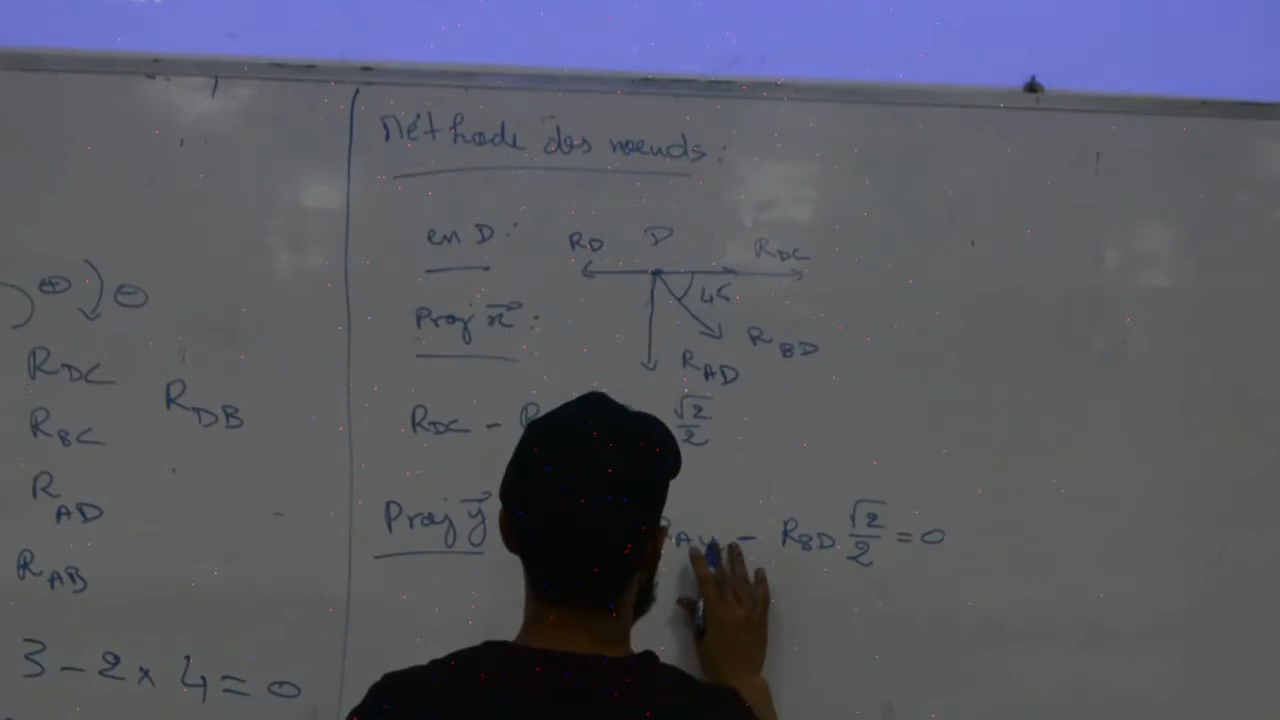 ⊕ ⊖
RDC
RDB
RBC
RAD
RAB
3 - 2 x 4 = 0
Méthode des noeuds :
en D :
RD D RDC
45
RBD
RAD
Proj x⃗ :
RDC - √2/2
Proj y⃗
- RBD √2/2 = 0